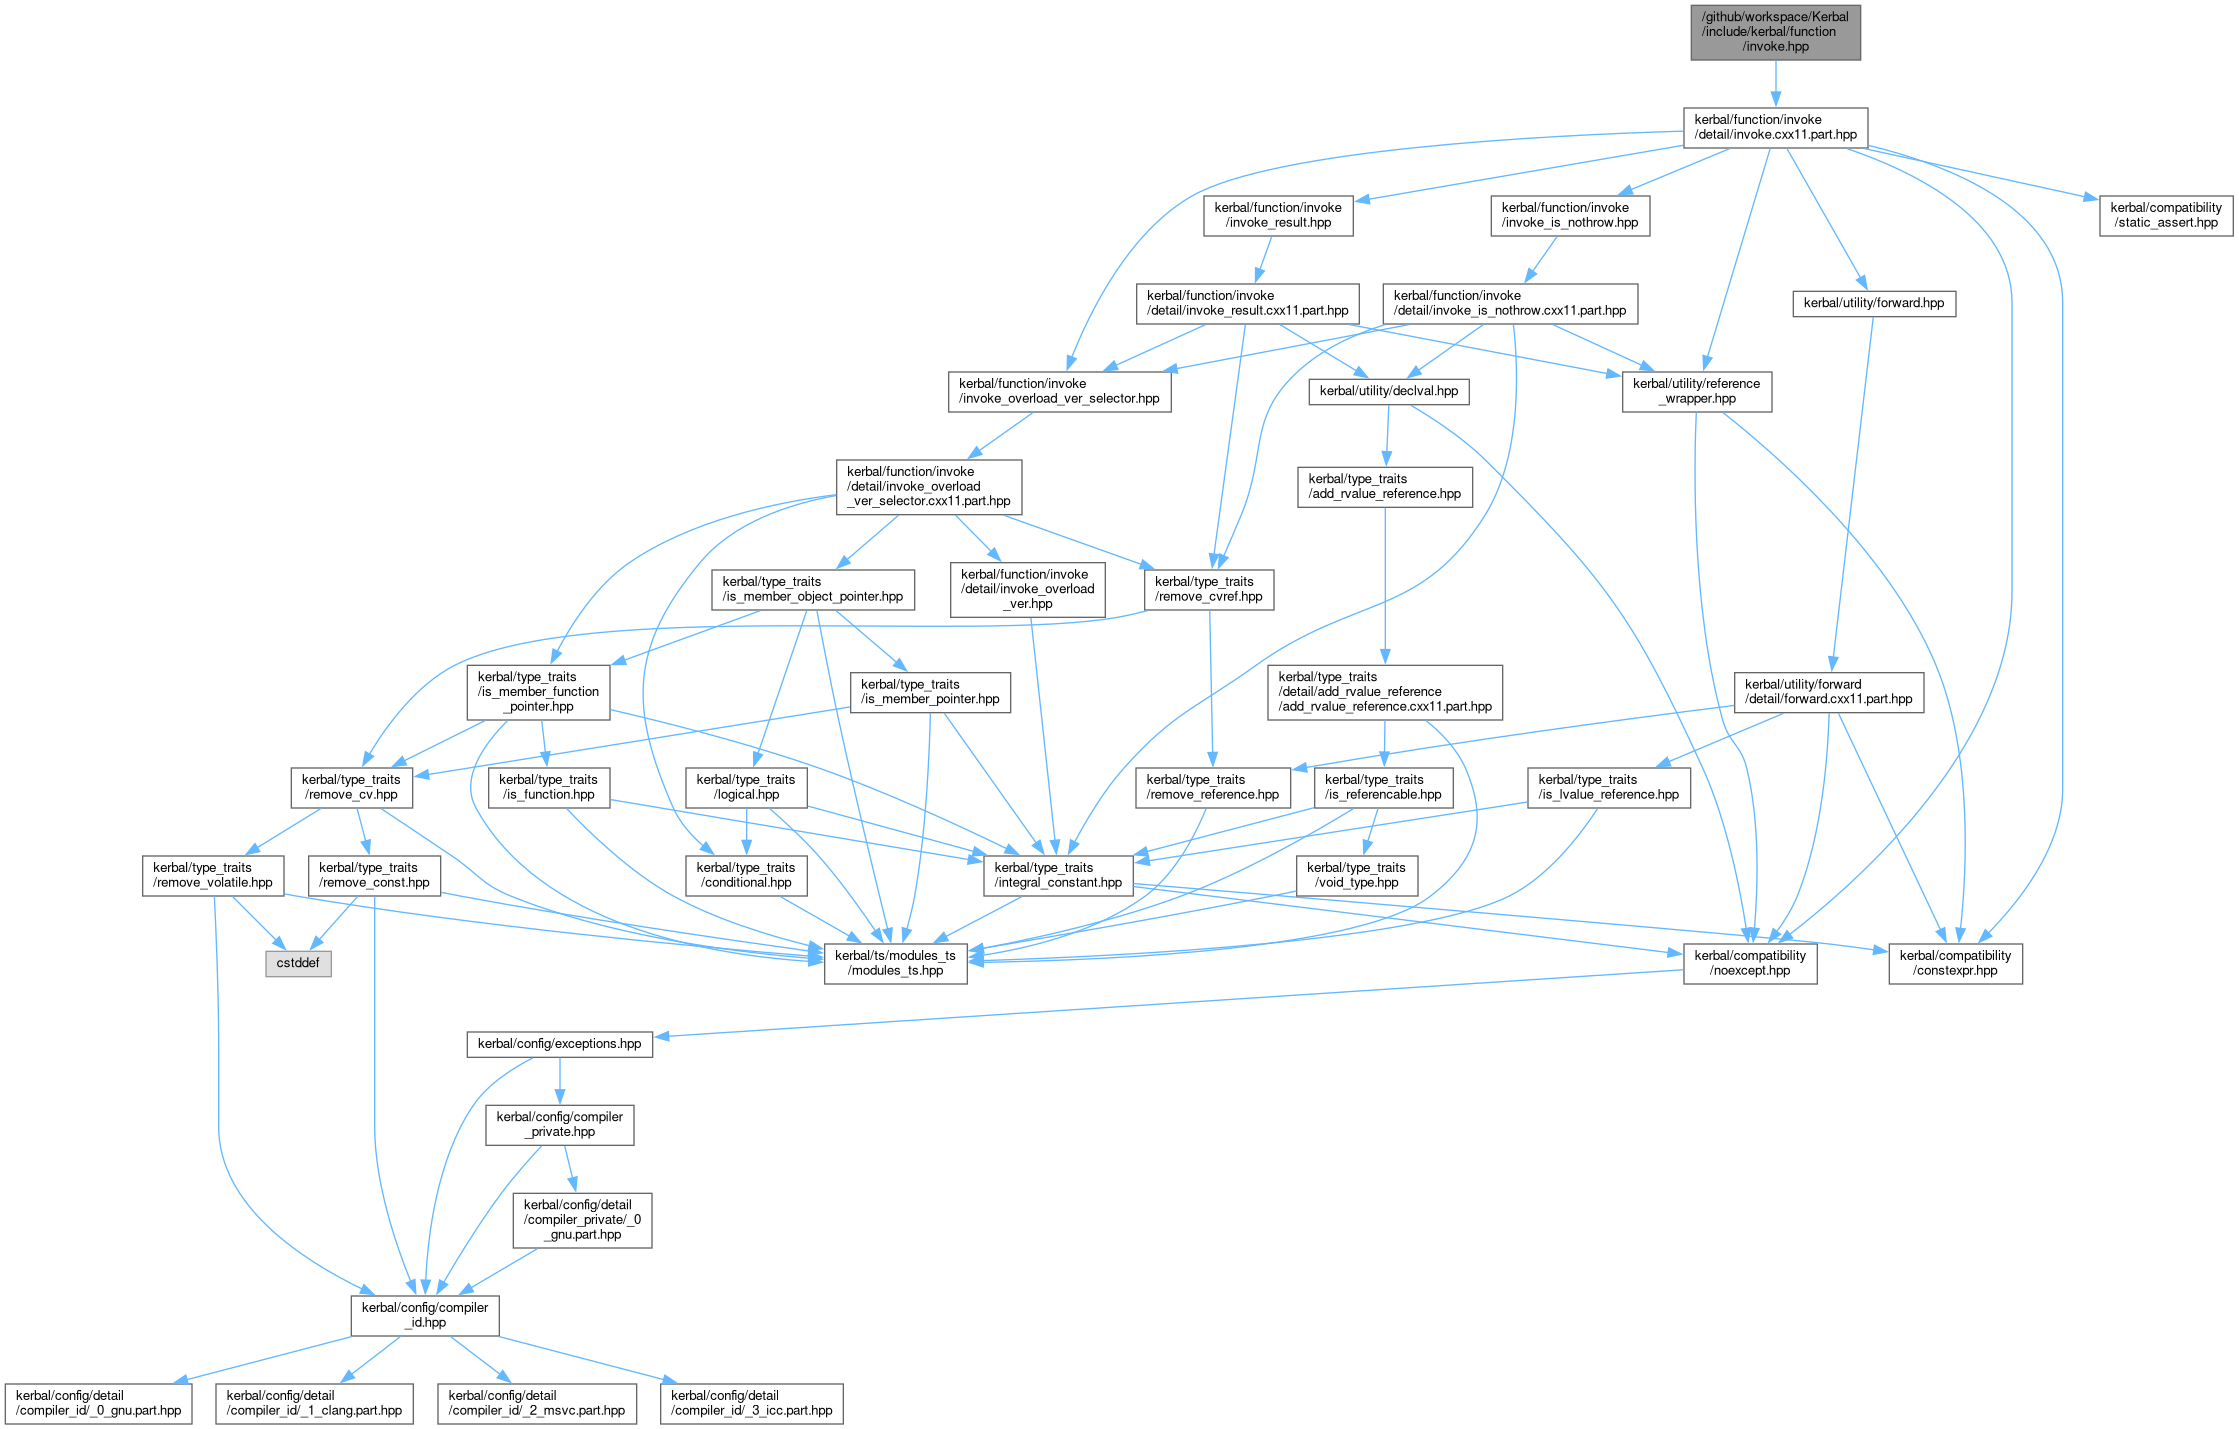 /github/workspace/Kerbal
/include/kerbal/function
/invoke.hpp
kerbal/function/invoke
/detail/invoke.cxx11.part.hpp
kerbal/function/invoke
/invoke_result.hpp
kerbal/function/invoke
/invoke_is_nothrow.hpp
kerbal/compatibility
/static_assert.hpp
kerbal/function/invoke
/detail/invoke_result.cxx11.part.hpp
kerbal/function/invoke
/detail/invoke_is_nothrow.cxx11.part.hpp
kerbal/utility/forward.hpp
kerbal/function/invoke
/invoke_overload_ver_selector.hpp
kerbal/utility/declval.hpp
kerbal/utility/reference
_wrapper.hpp
kerbal/function/invoke
/detail/invoke_overload
_ver_selector.cxx11.part.hpp
kerbal/type_traits
/add_rvalue_reference.hpp
kerbal/type_traits
/is_member_object_pointer.hpp
kerbal/function/invoke
/detail/invoke_overload
_ver.hpp
kerbal/type_traits
/remove_cvref.hpp
kerbal/type_traits
/is_member_function
_pointer.hpp
kerbal/type_traits
/is_member_pointer.hpp
kerbal/type_traits
/detail/add_rvalue_reference
/add_rvalue_reference.cxx11.part.hpp
kerbal/utility/forward
/detail/forward.cxx11.part.hpp
kerbal/type_traits
/remove_cv.hpp
kerbal/type_traits
/is_function.hpp
kerbal/type_traits
/logical.hpp
kerbal/type_traits
/remove_reference.hpp
kerbal/type_traits
/is_referencable.hpp
kerbal/type_traits
/is_lvalue_reference.hpp
kerbal/type_traits
/remove_volatile.hpp
kerbal/type_traits
/remove_const.hpp
kerbal/type_traits
/conditional.hpp
kerbal/type_traits
/integral_constant.hpp
kerbal/type_traits
/void_type.hpp
cstddef
kerbal/ts/modules_ts
/modules_ts.hpp
kerbal/compatibility
/noexcept.hpp
kerbal/compatibility
/constexpr.hpp
kerbal/config/exceptions.hpp
kerbal/config/compiler
_private.hpp
kerbal/config/detail
/compiler_private/_0
_gnu.part.hpp
kerbal/config/compiler
_id.hpp
kerbal/config/detail
/compiler_id/_0_gnu.part.hpp
kerbal/config/detail
/compiler_id/_1_clang.part.hpp
kerbal/config/detail
/compiler_id/_2_msvc.part.hpp
kerbal/config/detail
/compiler_id/_3_icc.part.hpp